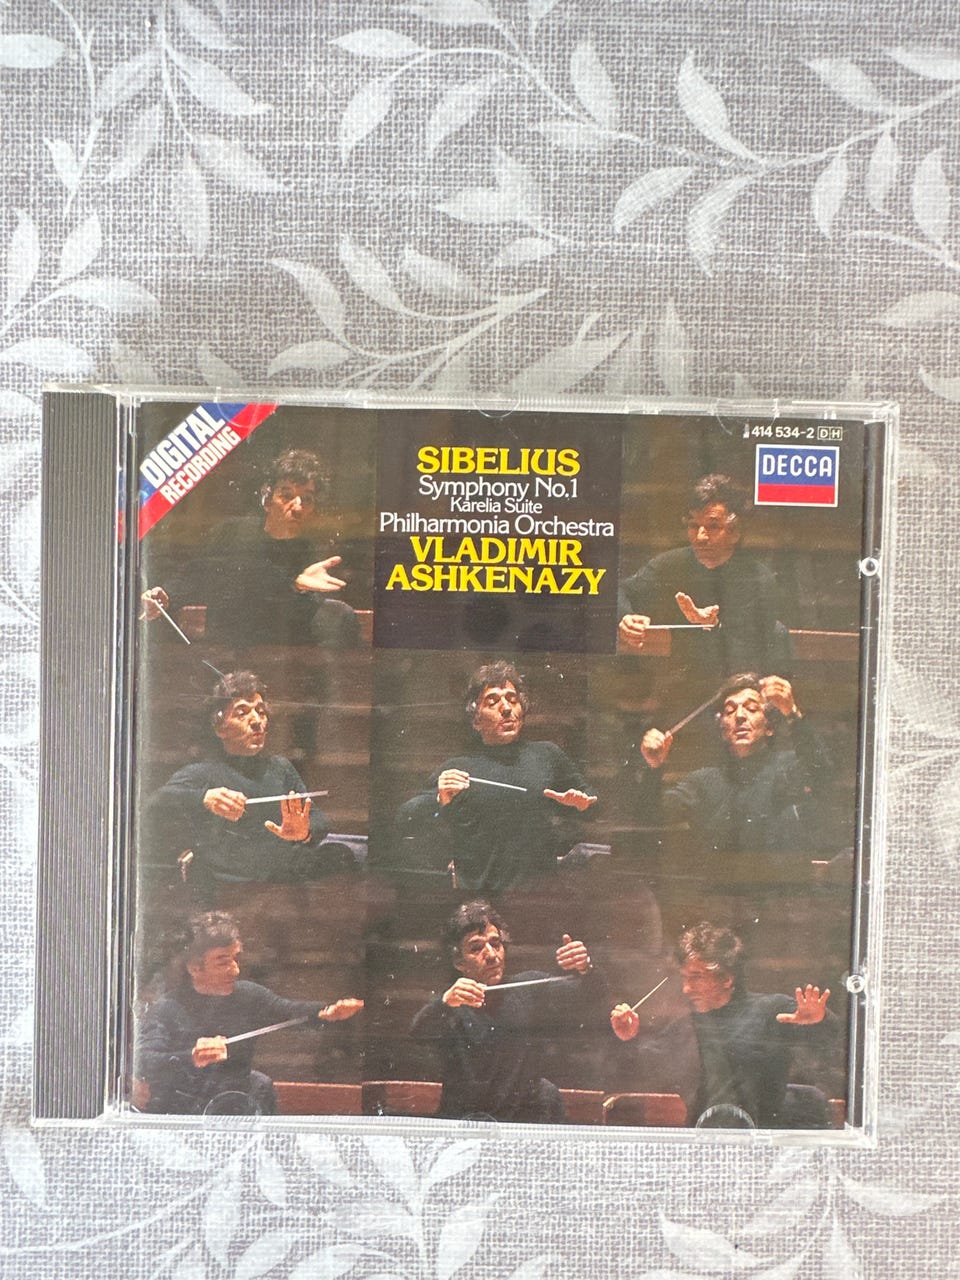 DIGITAL
RECORDING
SIBELIUS
Symphony No.1
Karelia Suite
Philharmonia Orchestra
VLADIMIR
ASHKENAZY
414 534-2 DH
DECCA